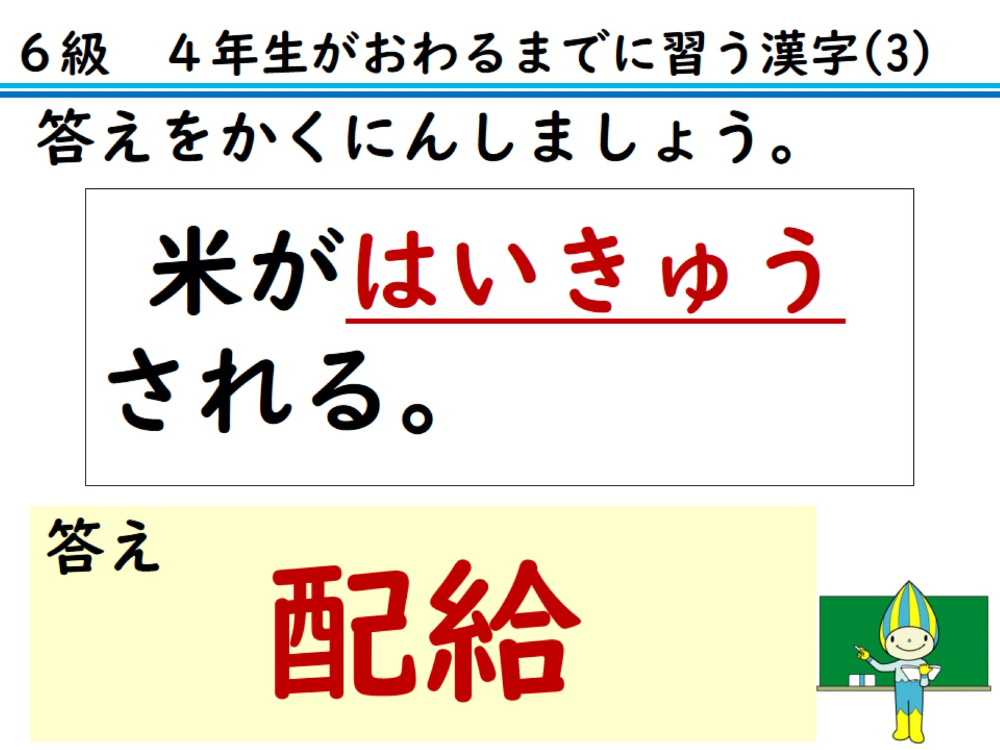 ６級　４年生がおわるまでに習う漢字(3)
答えをかくにんしましょう。
米がはいきゅう
される。
答え
配給